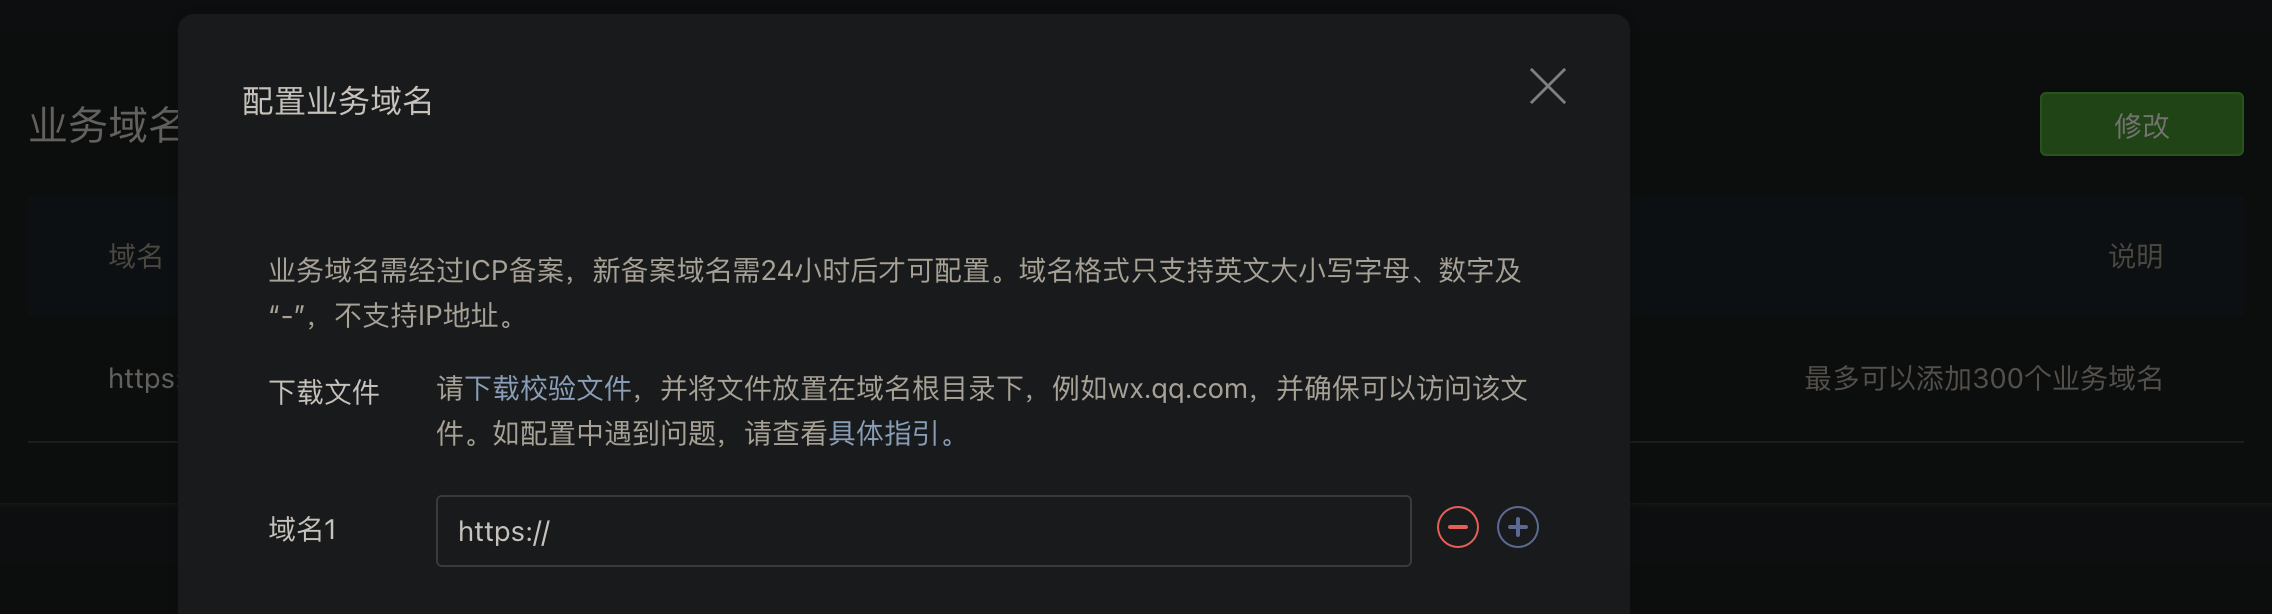 配置业务域名
业务域名
修改
域名
说明
业务域名需经过ICP备案，新备案域名需24小时后才可配置。域名格式只支持英文大小写字母、数字及
“-”，不支持IP地址。
https:
最多可以添加300个业务域名
下载文件
请下载校验文件，并将文件放置在域名根目录下，例如wx.qq.com，并确保可以访问该文
件。如配置中遇到问题，请查看具体指引。
域名1
https://